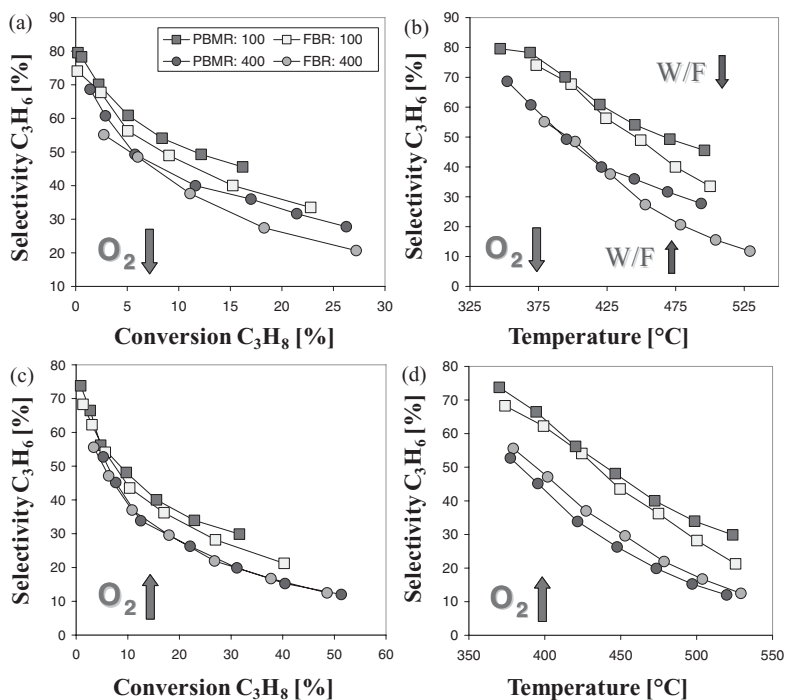 (a)
Selectivity C₃H₆ [%]
90
80
70
60
50
40
30
20
10
PBMR: 100
FBR: 100
PBMR: 400
FBR: 400
O₂
0
5
10
15
20
25
30
Conversion C₃H₈ [%]
(b)
Selectivity C₃H₆ [%]
90
80
70
60
50
40
30
20
10
0
W/F
O₂
W/F
325
375
425
475
525
Temperature [°C]
(c)
Selectivity C₃H₆ [%]
80
70
60
50
40
30
20
10
0
O₂
0
10
20
30
40
50
60
Conversion C₃H₈ [%]
(d)
Selectivity C₃H₆ [%]
80
70
60
50
40
30
20
10
0
O₂
350
400
450
500
550
Temperature [°C]